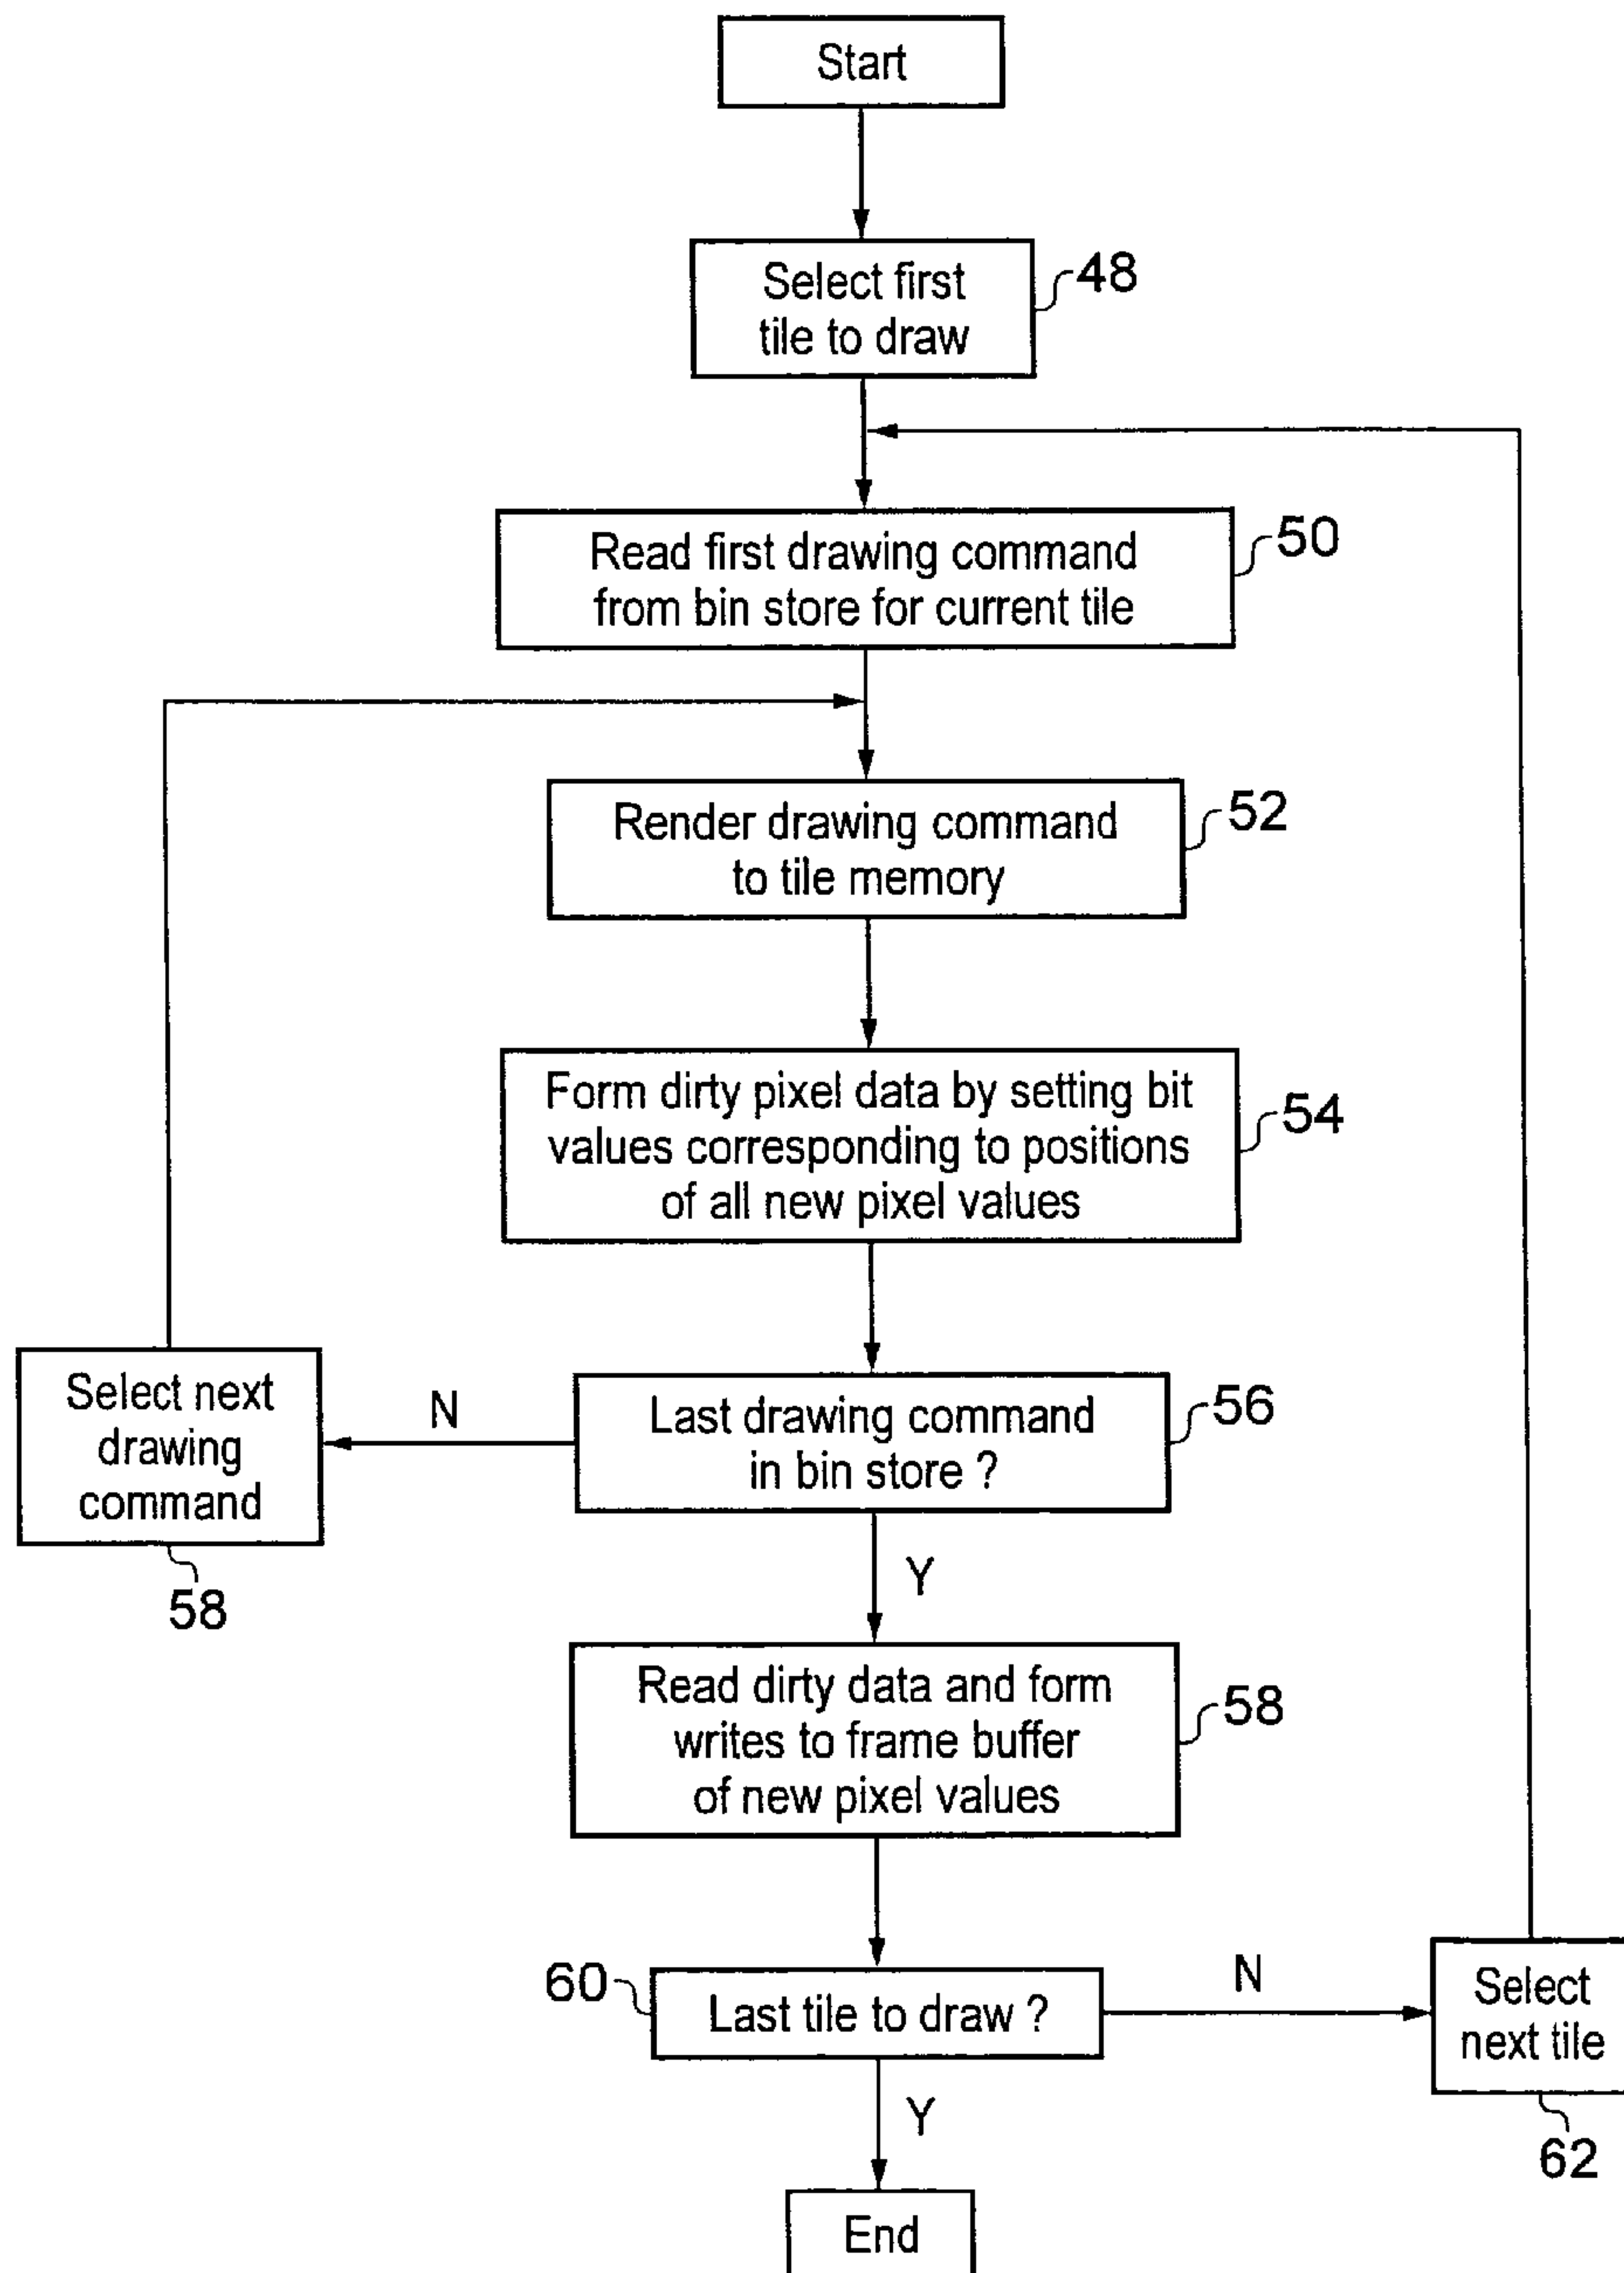 Start
Select first
tile to draw
48
Read first drawing command
from bin store for current tile
50
Render drawing command
to tile memory
52
Form dirty pixel data by setting bit
values corresponding to positions
of all new pixel values
54
Last drawing command
in bin store ?
56
N
Select next
drawing
command
58
Y
Read dirty data and form
writes to frame buffer
of new pixel values
58
60
Last tile to draw ?
N
Select
next tile
62
Y
End